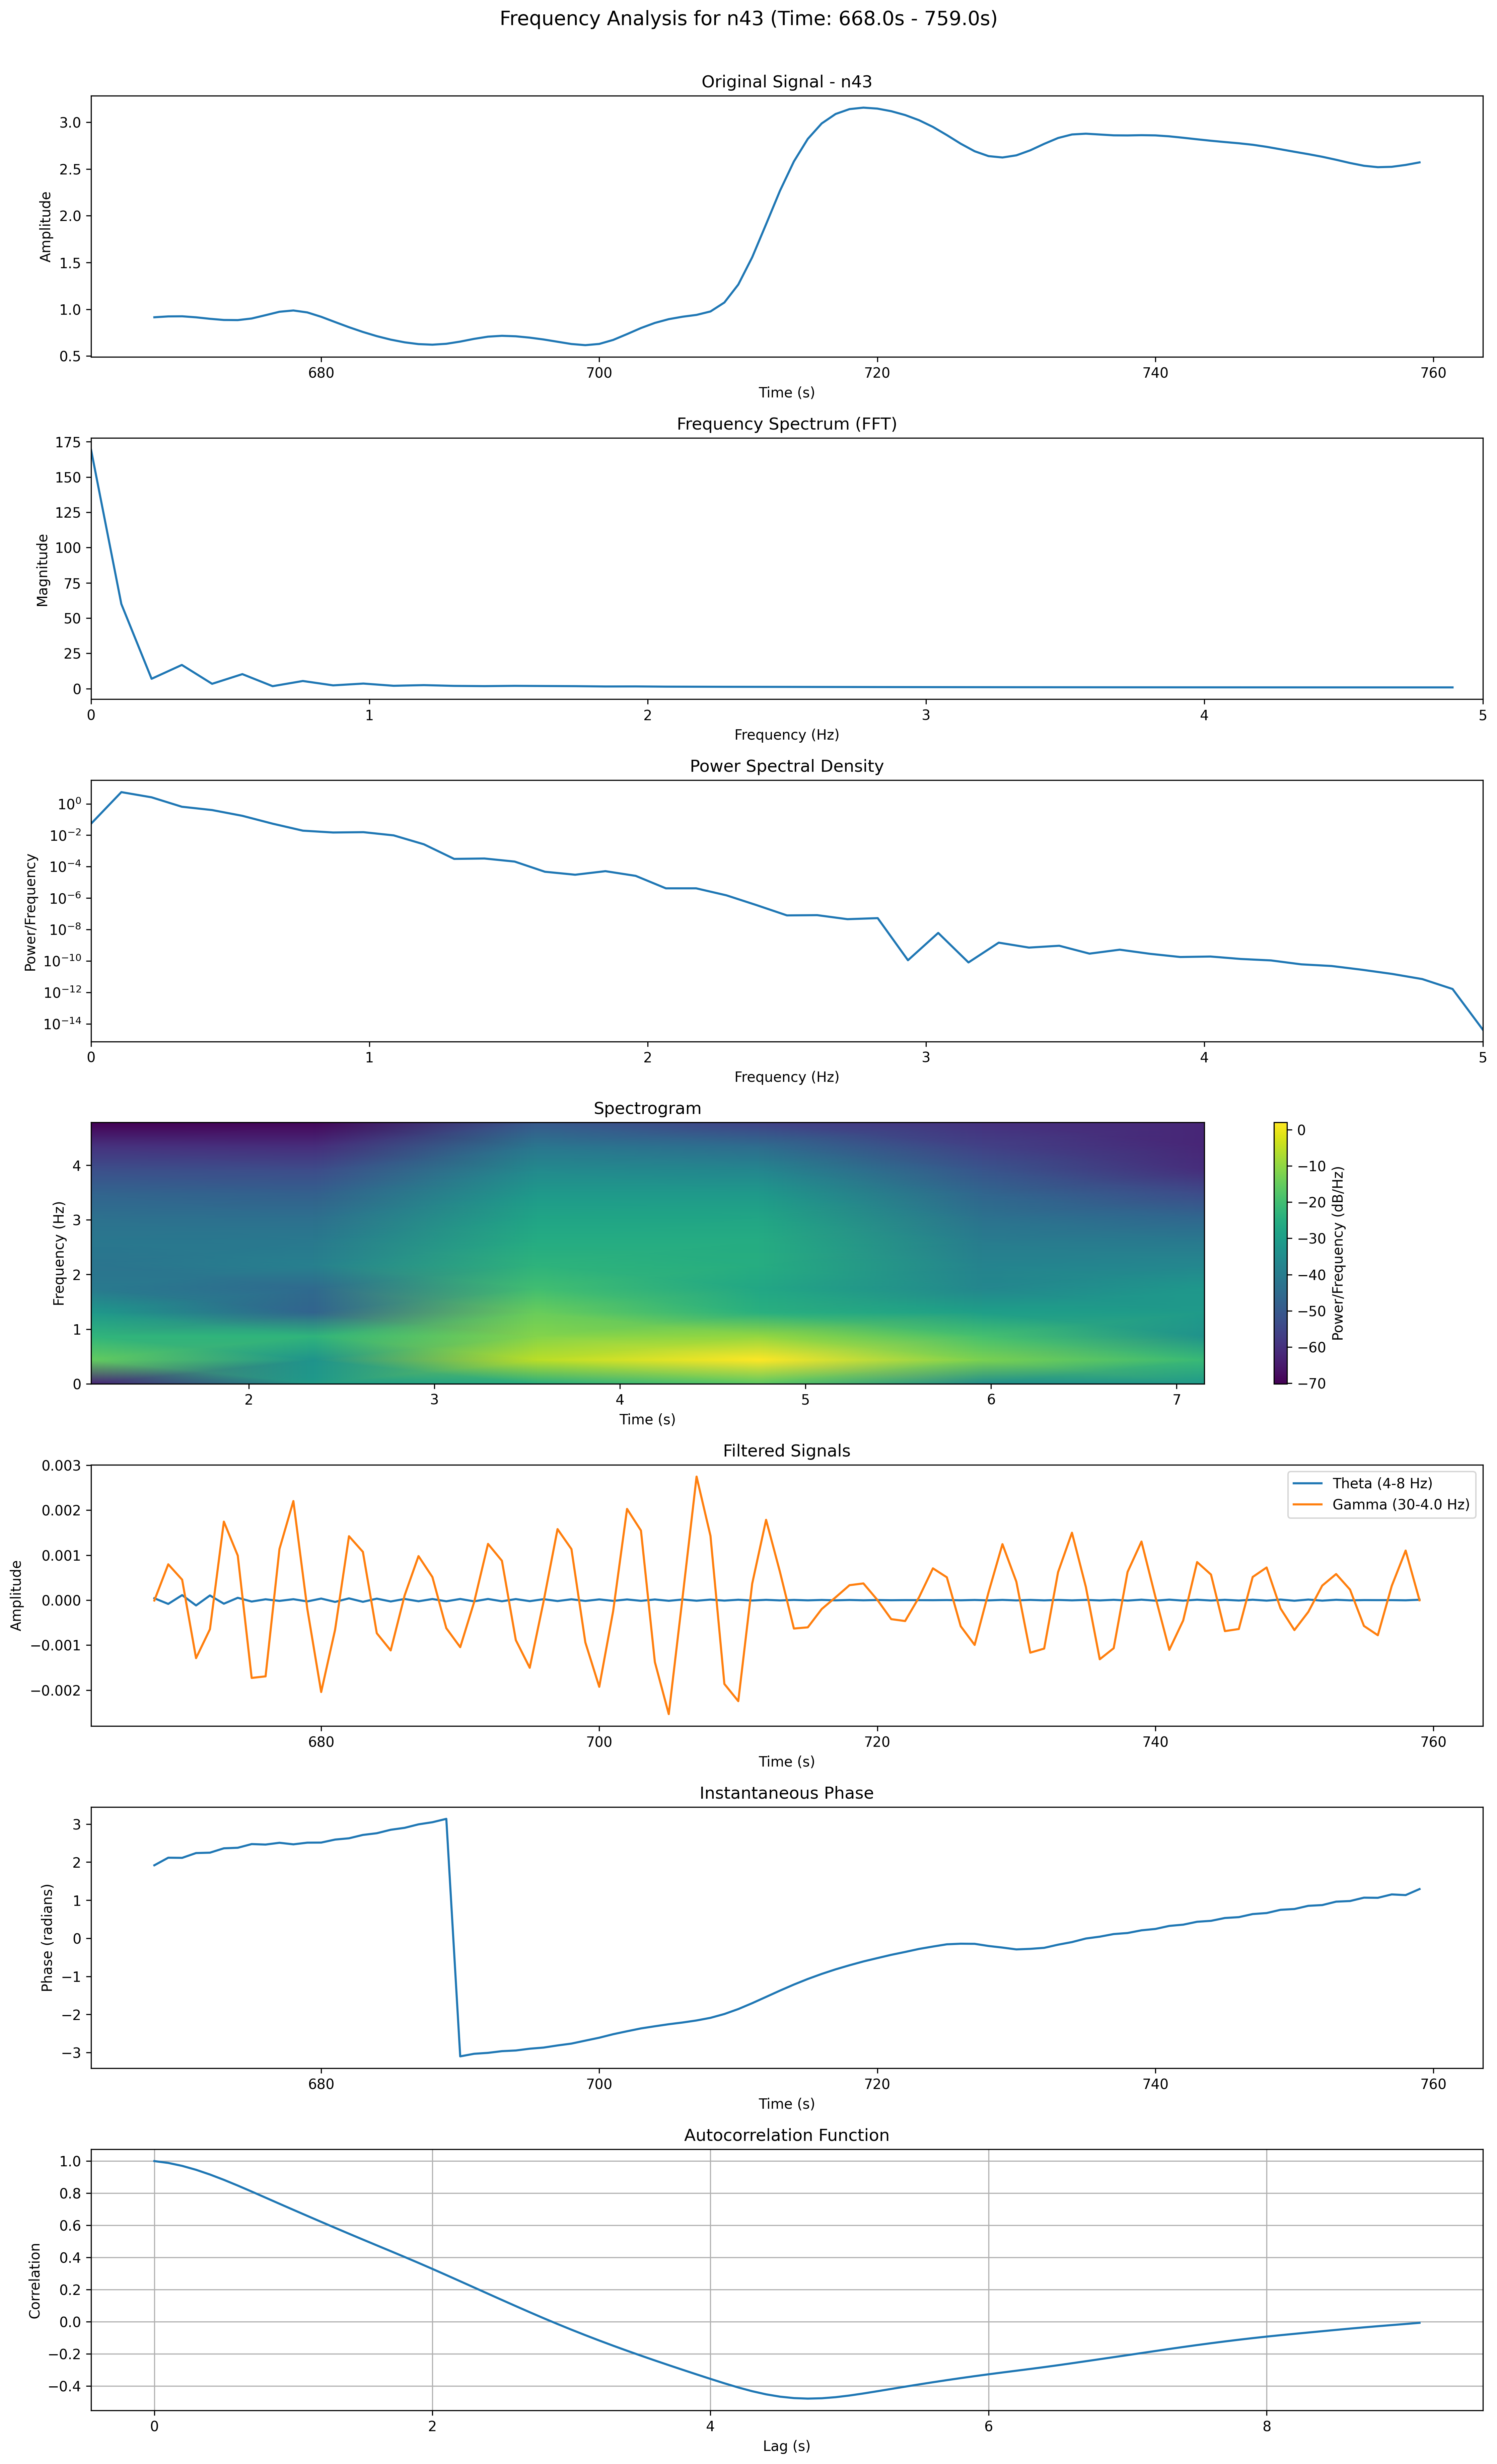 Frequency Analysis for n43 (Time: 668.0s - 759.0s)
Original Signal - n43
Amplitude
3.0
2.5
2.0
1.5
1.0
0.5
680 700 720 740 760
Time (s)
Frequency Spectrum (FFT)
Magnitude
175
150
125
100
75
50
25
0
0 1 2 3 4 5
Frequency (Hz)
Power Spectral Density
Power/Frequency
10⁰
10⁻²
10⁻⁴
10⁻⁶
10⁻⁸
10⁻¹⁰
10⁻¹²
10⁻¹⁴
0 1 2 3 4 5
Frequency (Hz)
Spectrogram
Frequency (Hz)
4
3
2
1
0
2 3 4 5 6 7
Time (s)
0
−10
−20
−30
−40
−50
−60
−70
Power/Frequency (dB/Hz)
Filtered Signals
Amplitude
0.003
0.002
0.001
0.000
−0.001
−0.002
Theta (4-8 Hz)
Gamma (30-4.0 Hz)
680 700 720 740 760
Time (s)
Instantaneous Phase
Phase (radians)
3
2
1
0
−1
−2
−3
680 700 720 740 760
Time (s)
Autocorrelation Function
Correlation
1.0
0.8
0.6
0.4
0.2
0.0
−0.2
−0.4
0 2 4 6 8
Lag (s)